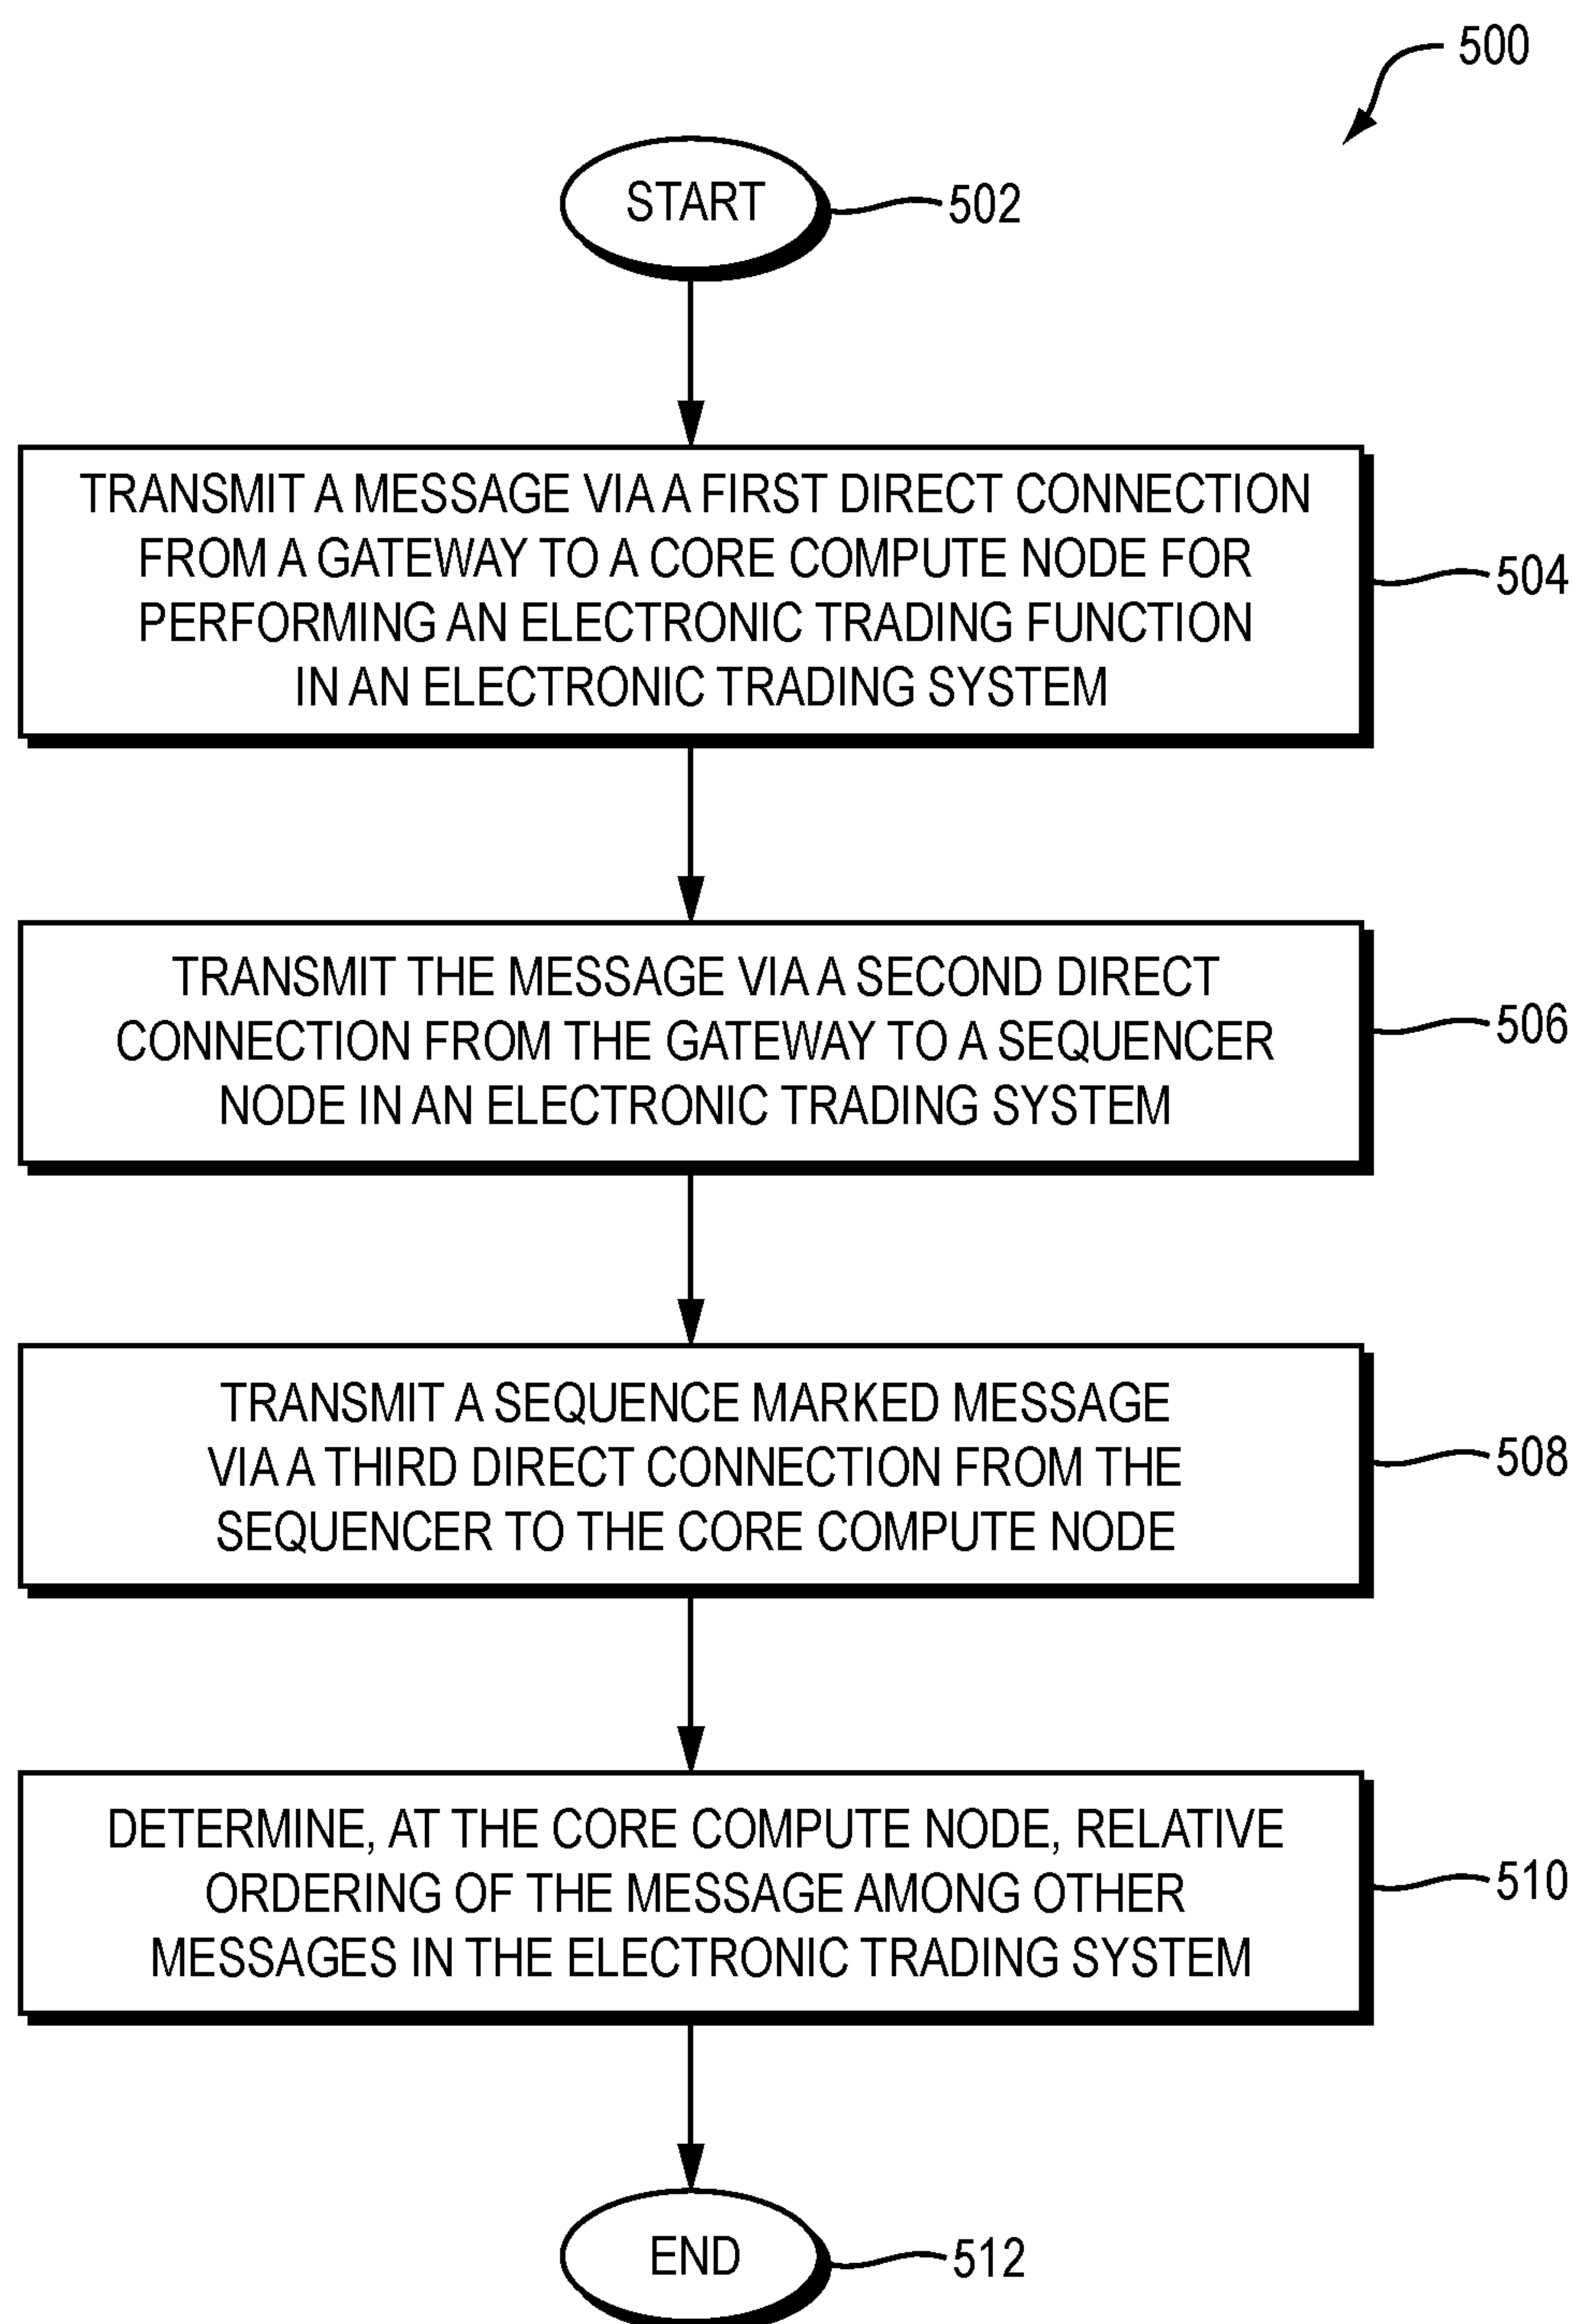 500
START
502
TRANSMIT A MESSAGE VIA A FIRST DIRECT CONNECTION
FROM A GATEWAY TO A CORE COMPUTE NODE FOR
PERFORMING AN ELECTRONIC TRADING FUNCTION
IN AN ELECTRONIC TRADING SYSTEM
504
TRANSMIT THE MESSAGE VIA A SECOND DIRECT
CONNECTION FROM THE GATEWAY TO A SEQUENCER
NODE IN AN ELECTRONIC TRADING SYSTEM
506
TRANSMIT A SEQUENCE MARKED MESSAGE
VIA A THIRD DIRECT CONNECTION FROM THE
SEQUENCER TO THE CORE COMPUTE NODE
508
DETERMINE, AT THE CORE COMPUTE NODE, RELATIVE
ORDERING OF THE MESSAGE AMONG OTHER
MESSAGES IN THE ELECTRONIC TRADING SYSTEM
510
END
512